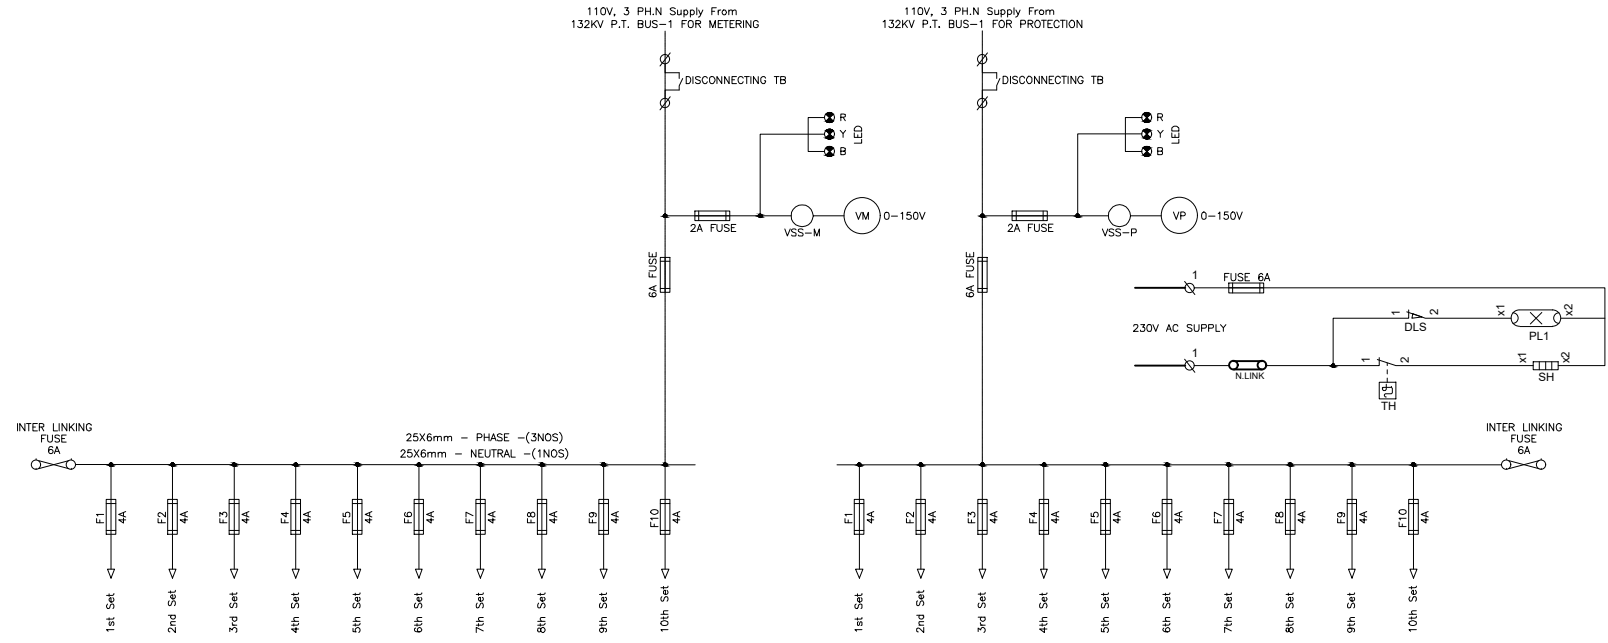 110V, 3 PH.N Supply From
132KV P.T. BUS-1 FOR METERING
DISCONNECTING TB
R
Y
B
LED
2A FUSE
VSS-M
VM
0-150V
6A FUSE
110V, 3 PH.N Supply From
132KV P.T. BUS-1 FOR PROTECTION
DISCONNECTING TB
R
Y
B
LED
2A FUSE
VSS-P
VP
0-150V
6A FUSE
1
FUSE 6A
230V AC SUPPLY
1
2
DLS
x1
x2
PL1
1
N.LINK
1
2
TH
x1
x2
SH
INTER LINKING
FUSE
6A
25X6mm - PHASE -(3NOS)
25X6mm - NEUTRAL -(1NOS)
F1
4A
F2
4A
F3
4A
F4
4A
F5
4A
F6
4A
F7
4A
F8
4A
F9
4A
F10
4A
1st Set
2nd Set
3rd Set
4th Set
5th Set
6th Set
7th Set
8th Set
9th Set
10th Set
INTER LINKING
FUSE
6A
F1
4A
F2
4A
F3
4A
F4
4A
F5
4A
F6
4A
F7
4A
F8
4A
F9
4A
F10
4A
1st Set
2nd Set
3rd Set
4th Set
5th Set
6th Set
7th Set
8th Set
9th Set
10th Set